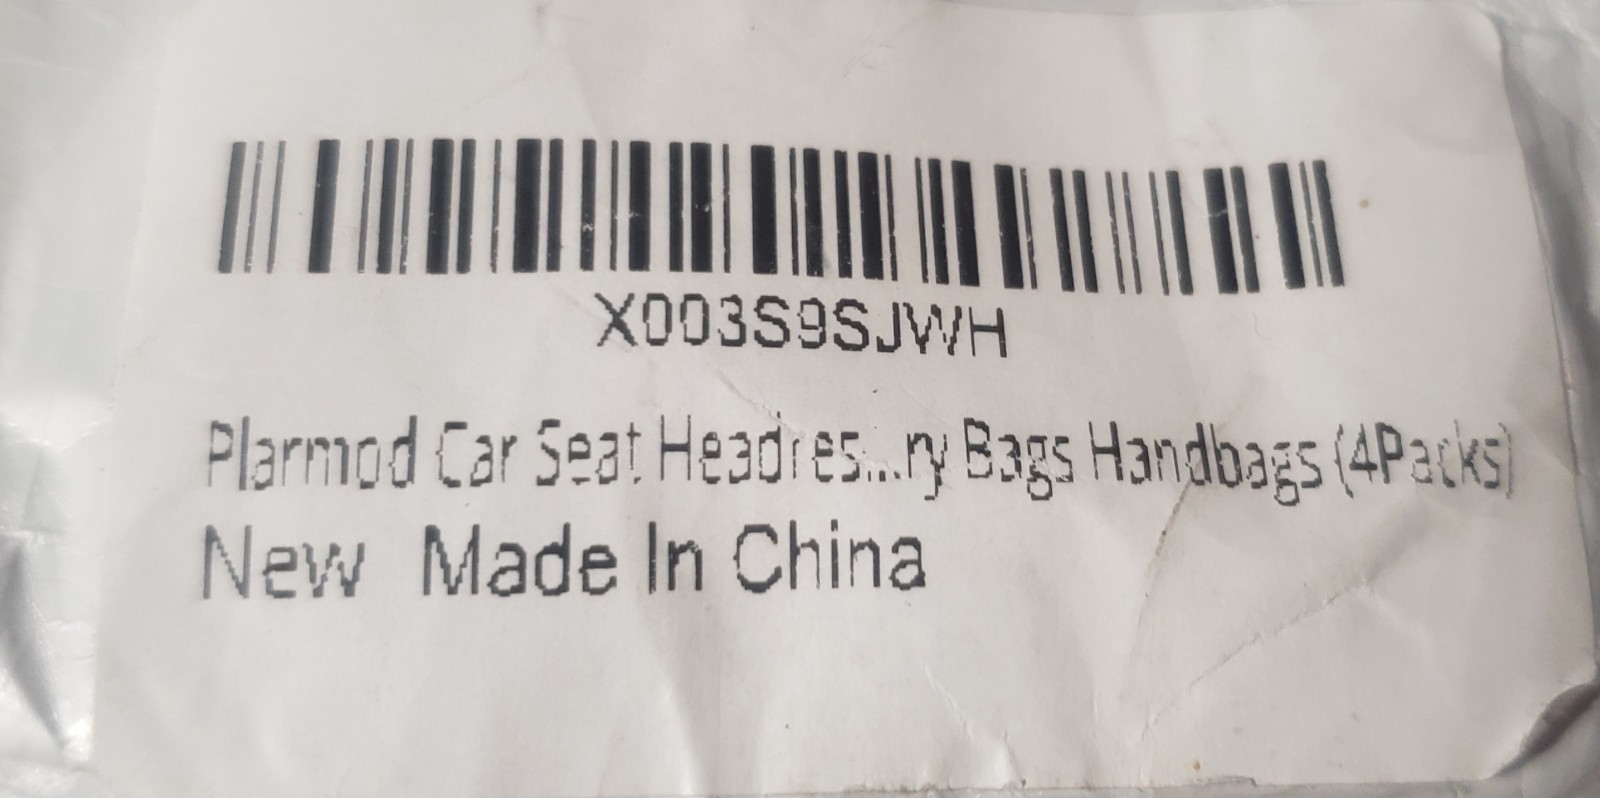 X003S9SJWH
Plarmod Car Seat Headres...ry Bags Handbags (4Packs)
New Made In China